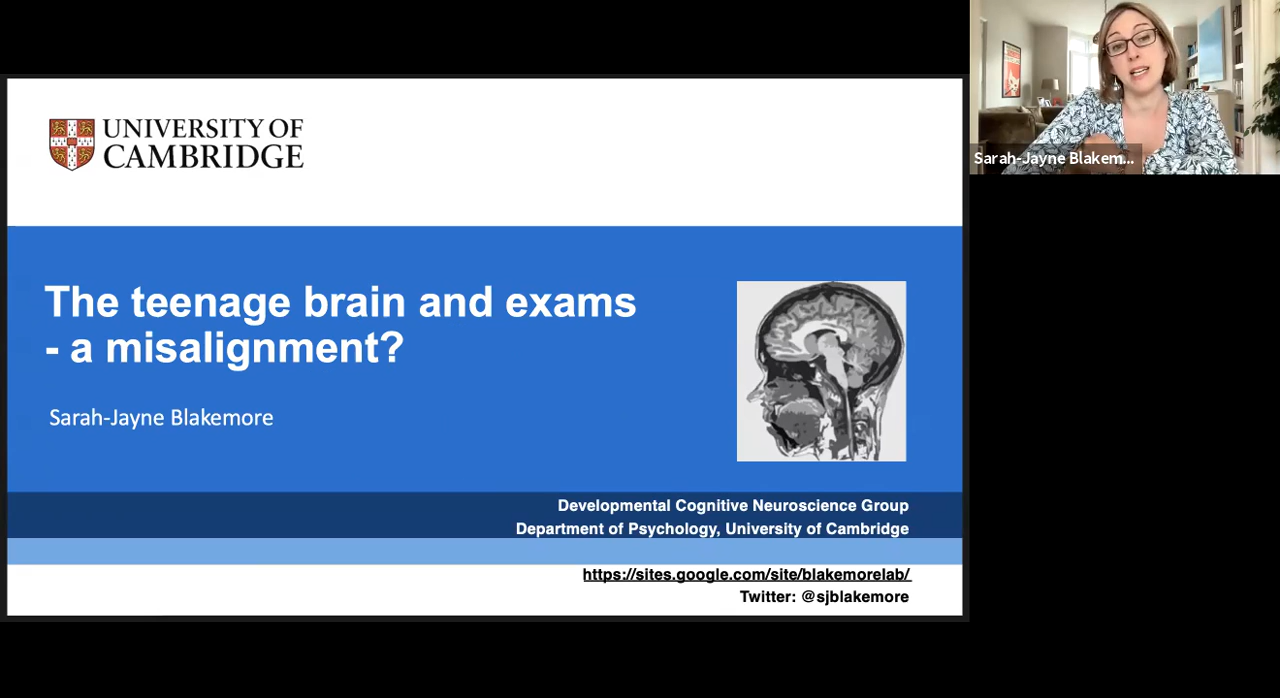 UNIVERSITY OF
CAMBRIDGE
The teenage brain and exams
- a misalignment?
Sarah-Jayne Blakemore
Developmental Cognitive Neuroscience Group
Department of Psychology, University of Cambridge
https://sites.google.com/site/blakemorelab/
Twitter: @sjblakemore
Sarah-Jayne Blakem...